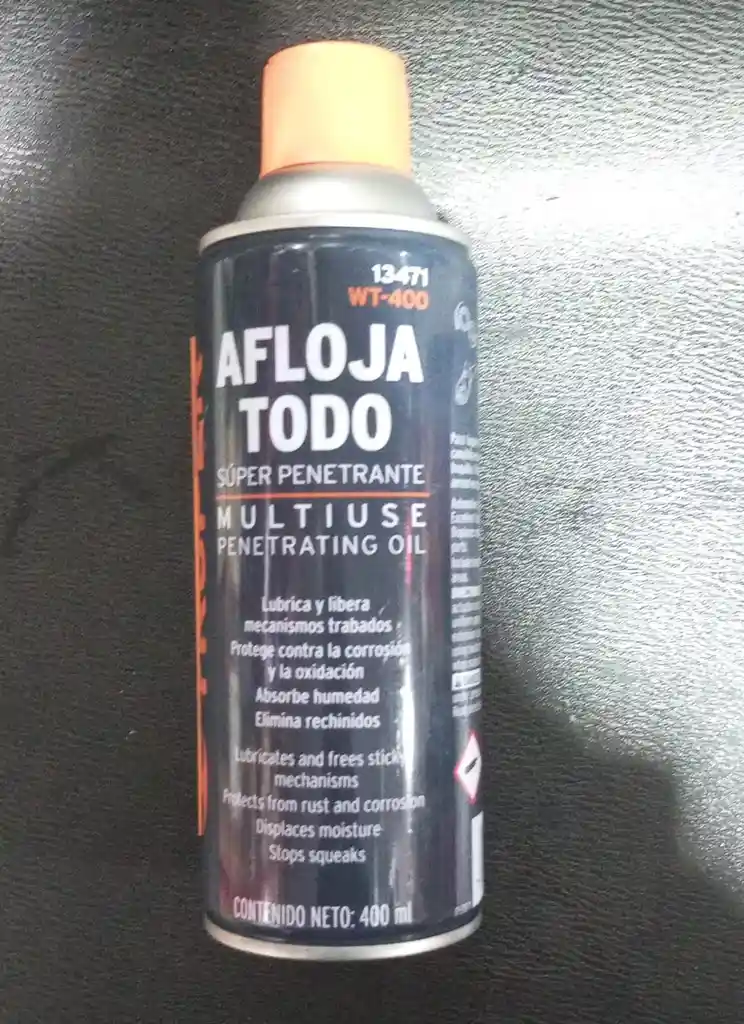 13471
WT-400
AFLOJA
TODO
SÚPER PENETRANTE
MULTIUSE
PENETRATING OIL
Lubrica y libera
mecanismos trabados
Protege contra la corrosión
y la oxidación
Absorbe humedad
Elimina rechinidos
Lubricates and frees sticky
mechanisms
Protects from rust and corrosion
Displaces moisture
Stops squeaks
CONTENIDO NETO: 400 ml